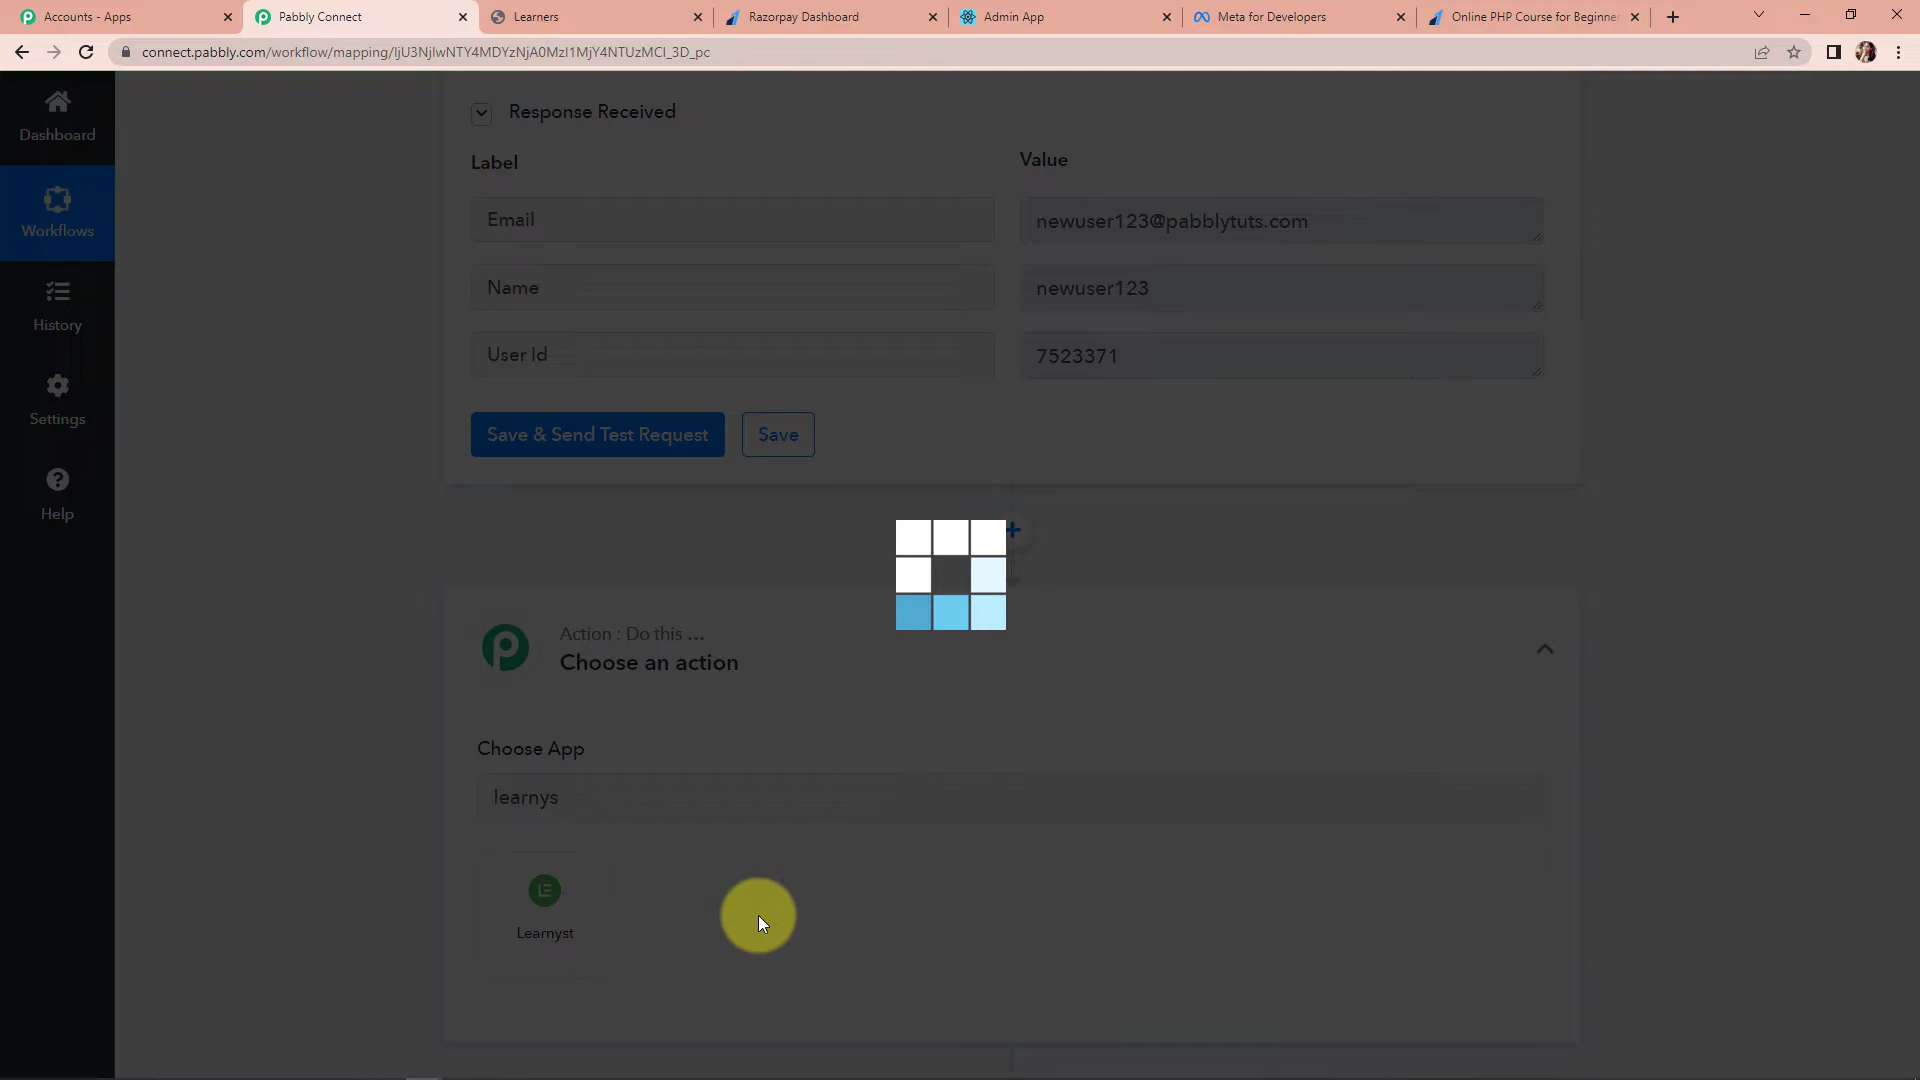 Accounts - Apps
Pabbly Connect
Learners
Razorpay Dashboard
Admin App
Meta for Developers
Online PHP Course for Beginner
connect.pabbly.com/workflow/mapping/IjU3NjIwNTY4MDYzNjA0MzI1MjY4NTUzMCI_3D_pc
Dashboard
Workflows
History
Settings
Help
Response Received
Label
Value
Email
newuser123@pabblytuts.com
Name
newuser123
User Id
7523371
Save & Send Test Request
Save
Action : Do this ...
Choose an action
Choose App
learnys
Learnyst